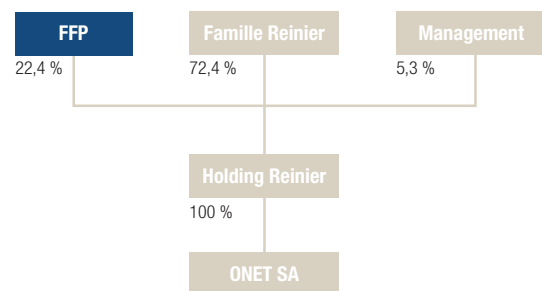 FFP
Famille Reinier
Management
22,4 %
72,4 %
5,3 %
Holding Reinier
100 %
ONET SA